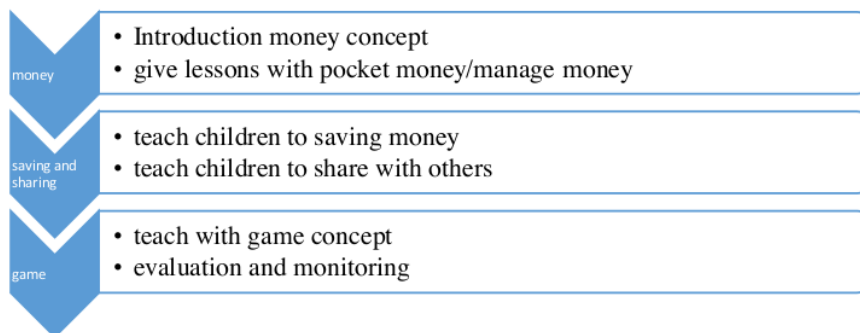 money
• Introduction money concept
• give lessons with pocket money/manage money
saving and
sharing
• teach children to saving money
• teach children to share with others
game
• teach with game concept
• evaluation and monitoring